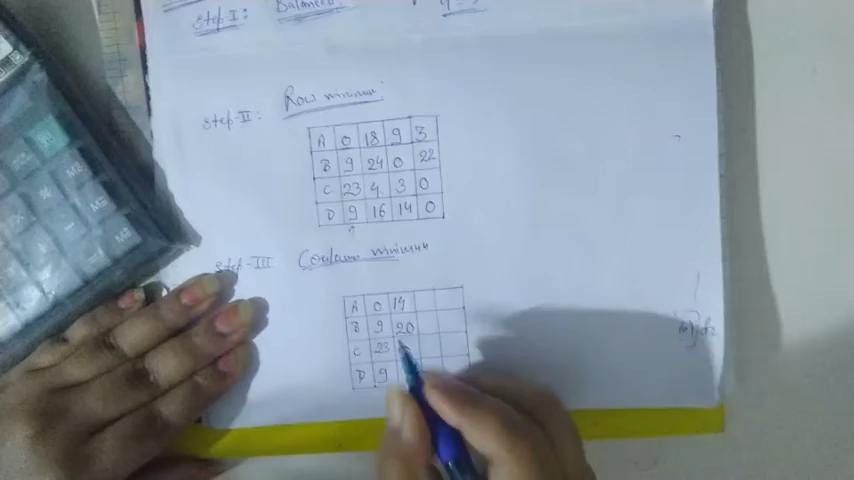 Step I: Balanced
Step-II: Row minimum
A 0 18 9 3
B 9 24 0 22
C 23 4 3 0
D 9 16 14 0
Step-III Coulumn minimum
A 0 14
B 9 20
C 23
D 9